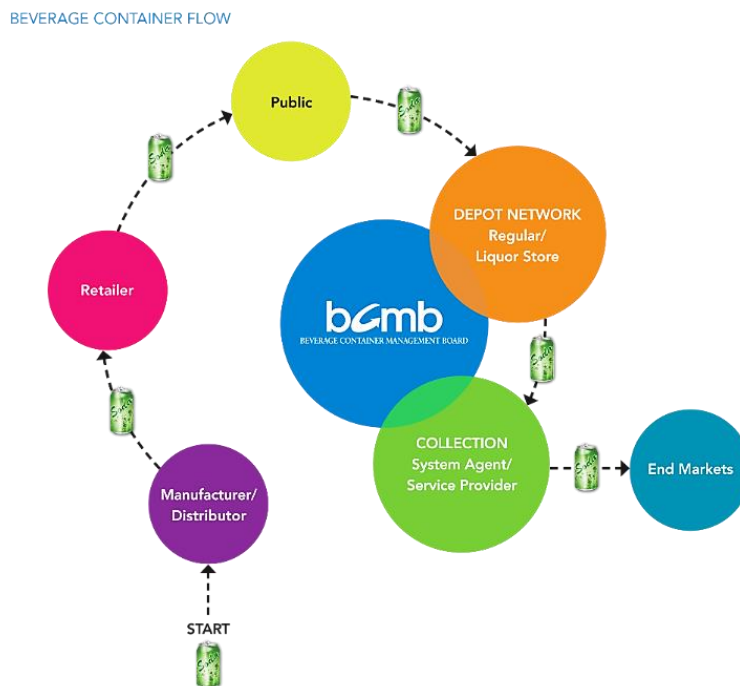 BEVERAGE CONTAINER FLOW
Public
DEPOT NETWORK
Regular/
Liquor Store
Retailer
bcmb
BEVERAGE CONTAINER MANAGEMENT BOARD
COLLECTION
System Agent/
Service Provider
End Markets
Manufacturer/
Distributor
START